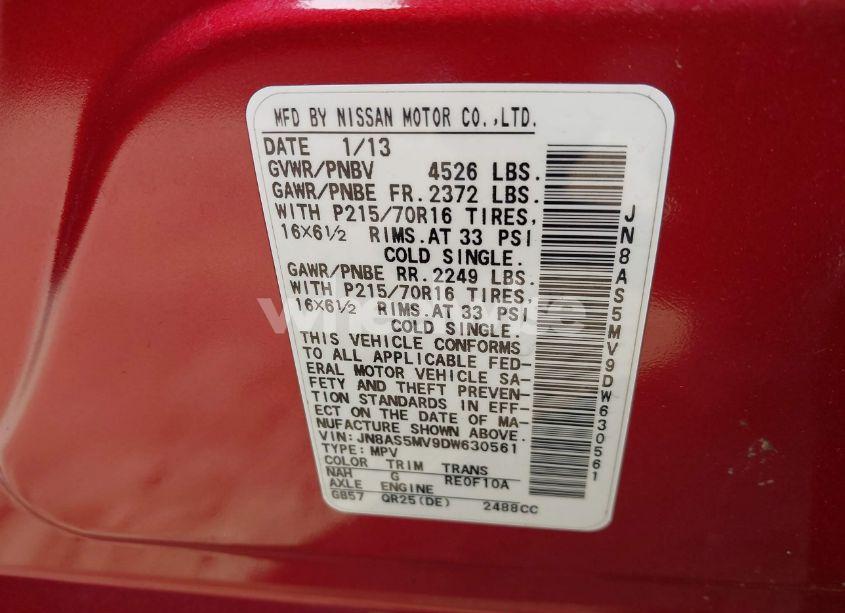 MFD BY NISSAN MOTOR CO.,LTD.
DATE 1/13
GVWR/PNBV 4526 LBS.
GAWR/PNBE FR. 2372 LBS.
WITH P215/70R16 TIRES,
16×6½ RIMS. AT 33 PSI
COLD SINGLE.
GAWR/PNBE RR. 2249 LBS.
WITH P215/70R16 TIRES,
16×6½ RIMS. AT 33 PSI
COLD SINGLE.
THIS VEHICLE CONFORMS
TO ALL APPLICABLE FED-
ERAL MOTOR VEHICLE SA-
FETY AND THEFT PREVEN-
TION STANDARDS IN EFF-
ECT ON THE DATE OF MA-
NUFACTURE SHOWN ABOVE.
VIN: JN8AS5MV9DW630561
TYPE: MPV
COLOR TRIM TRANS
NAH G RE0F10A
AXLE ENGINE
GB57 QR25(DE) 2488CC
JN8AS5MV9DW630561